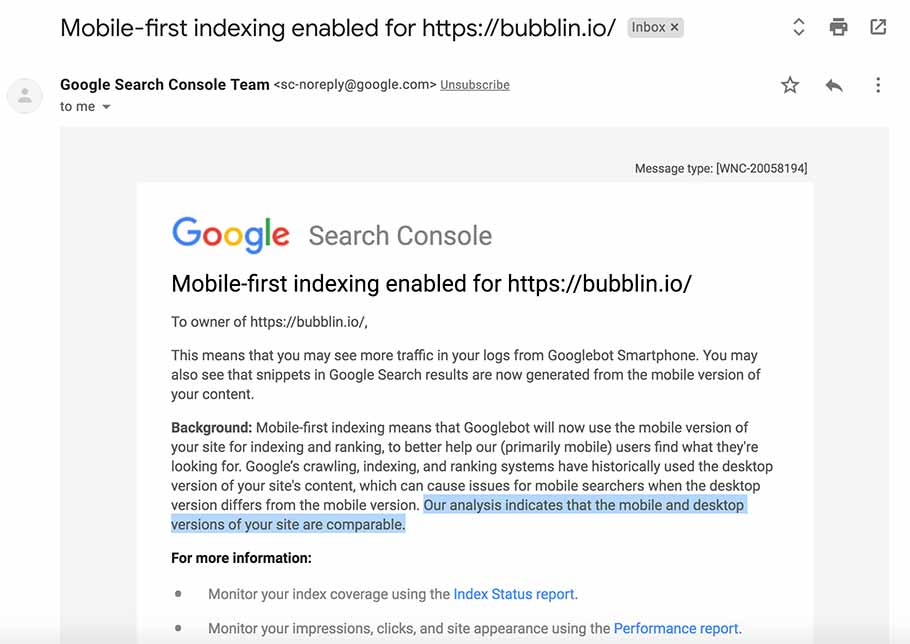 Mobile-first indexing enabled for https://bubblin.io/ Inbox ×
Google Search Console Team <sc-noreply@google.com> Unsubscribe
to me
Message type: [WNC-20058194]
Google Search Console
Mobile-first indexing enabled for https://bubblin.io/
To owner of https://bubblin.io/,
This means that you may see more traffic in your logs from Googlebot Smartphone. You may
also see that snippets in Google Search results are now generated from the mobile version of
your content.
Background: Mobile-first indexing means that Googlebot will now use the mobile version of
your site for indexing and ranking, to better help our (primarily mobile) users find what they're
looking for. Google's crawling, indexing, and ranking systems have historically used the desktop
version of your site's content, which can cause issues for mobile searchers when the desktop
version differs from the mobile version. Our analysis indicates that the mobile and desktop
versions of your site are comparable.
For more information:
• Monitor your index coverage using the Index Status report.
• Monitor your impressions, clicks, and site appearance using the Performance report.